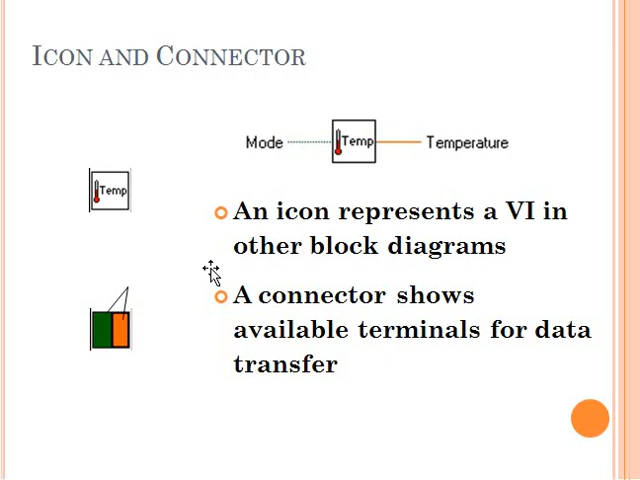 ICON AND CONNECTOR
Mode Temp Temperature
Temp
An icon represents a VI in
other block diagrams
A connector shows
available terminals for data
transfer